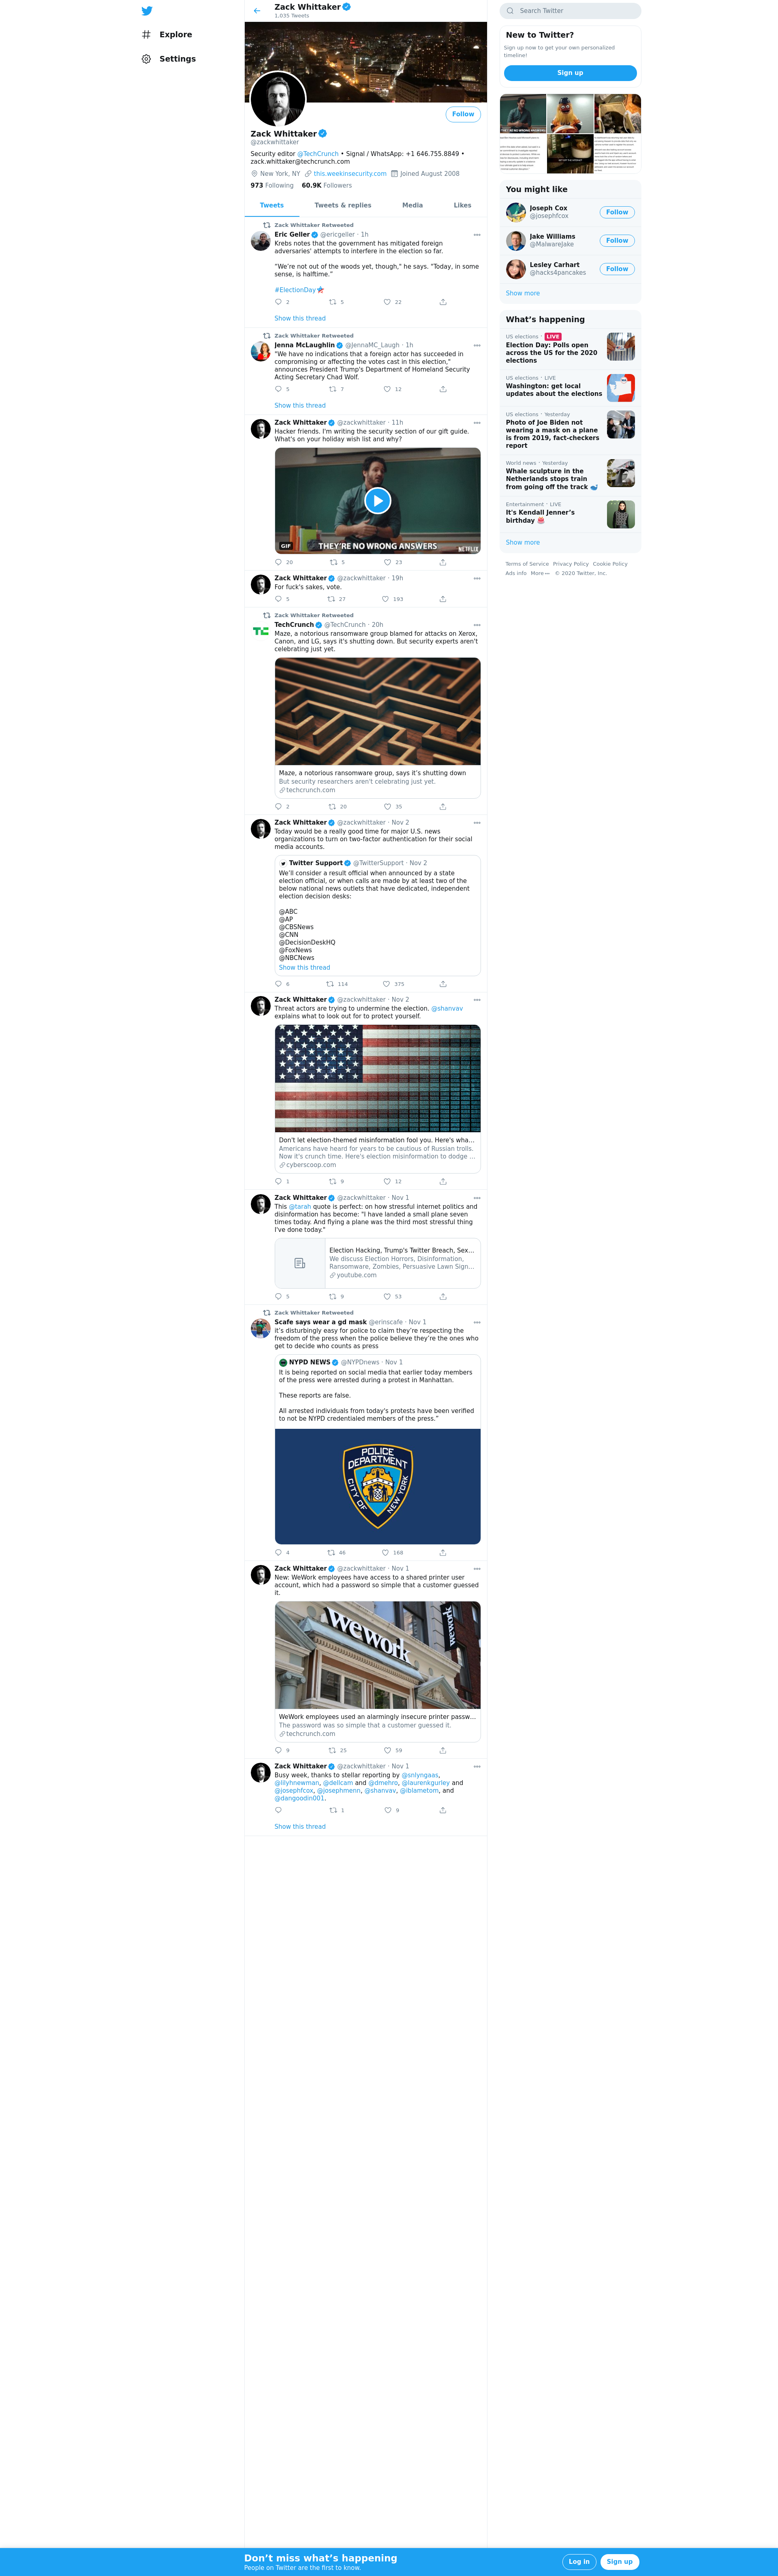 Explore
Settings
Zack Whittaker
1,035 Tweets
Follow
Zack Whittaker
@zackwhittaker
Security editor @TechCrunch • Signal / WhatsApp: +1 646.755.8849 •
zack.whittaker@techcrunch.com
New York, NY this.weekinsecurity.com Joined August 2008
973 Following 60.9K Followers
Tweets Tweets & replies Media Likes
Zack Whittaker Retweeted
Eric Geller @ericgeller · 1h
Krebs notes that the government has mitigated foreign
adversaries' attempts to interfere in the election so far.
"We're not out of the woods yet, though," he says. "Today, in some
sense, is halftime."
#ElectionDay
2 5 22
Show this thread
Zack Whittaker Retweeted
Jenna McLaughlin @JennaMC_Laugh · 1h
"We have no indications that a foreign actor has succeeded in
compromising or affecting the votes cast in this election,"
announces President Trump's Department of Homeland Security
Acting Secretary Chad Wolf.
5 7 12
Show this thread
Zack Whittaker @zackwhittaker · 11h
Hacker friends. I'm writing the security section of our gift guide.
What's on your holiday wish list and why?
GIF
THEY'RE NO WRONG ANSWERS
NETFLIX
20 5 23
Zack Whittaker @zackwhittaker · 19h
For fuck's sakes, vote.
5 27 193
Zack Whittaker Retweeted
TechCrunch @TechCrunch · 20h
Maze, a notorious ransomware group blamed for attacks on Xerox,
Canon, and LG, says it's shutting down. But security experts aren't
celebrating just yet.
Maze, a notorious ransomware group, says it's shutting down
But security researchers aren't celebrating just yet.
techcrunch.com
2 20 35
Zack Whittaker @zackwhittaker · Nov 2
Today would be a really good time for major U.S. news
organizations to turn on two-factor authentication for their social
media accounts.
Twitter Support @TwitterSupport · Nov 2
We'll consider a result official when announced by a state
election official, or when calls are made by at least two of the
below national news outlets that have dedicated, independent
election decision desks:
@ABC
@AP
@CBSNews
@CNN
@DecisionDeskHQ
@FoxNews
@NBCNews
Show this thread
6 114 375
Zack Whittaker @zackwhittaker · Nov 2
Threat actors are trying to undermine the election. @shanvav
explains what to look out for to protect yourself.
Don't let election-themed misinformation fool you. Here's wha...
Americans have heard for years to be cautious of Russian trolls.
Now it's crunch time. Here's election misinformation to dodge ...
cyberscoop.com
1 9 12
Zack Whittaker @zackwhittaker · Nov 1
This @tarah quote is perfect: on how stressful internet politics and
disinformation has become: "I have landed a small plane seven
times today. And flying a plane was the third most stressful thing
I've done today."
Election Hacking, Trump's Twitter Breach, Sex...
We discuss Election Horrors, Disinformation,
Ransomware, Zombies, Persuasive Lawn Sign...
youtube.com
5 9 53
Zack Whittaker Retweeted
Scafe says wear a gd mask @erinscafe · Nov 1
it's disturbingly easy for police to claim they're respecting the
freedom of the press when the police believe they're the ones who
get to decide who counts as press
NYPD NEWS @NYPDnews · Nov 1
It is being reported on social media that earlier today members
of the press were arrested during a protest in Manhattan.
These reports are false.
All arrested individuals from today's protests have been verified
to not be NYPD credentialed members of the press."
POLICE
DEPARTMENT
CITY OF NEW YORK
4 46 168
Zack Whittaker @zackwhittaker · Nov 1
New: WeWork employees have access to a shared printer user
account, which had a password so simple that a customer guessed
it.
wework
wework
WeWork employees used an alarmingly insecure printer passw...
The password was so simple that a customer guessed it.
techcrunch.com
9 25 59
Zack Whittaker @zackwhittaker · Nov 1
Busy week, thanks to stellar reporting by @snlyngaas,
@lilyhnewman, @dellcam and @dmehro, @laurenkgurley and
@josephfcox, @josephmenn, @shanvav, @iblametom, and
@dangoodin001.
1 9
Show this thread
Search Twitter
New to Twitter?
Sign up now to get your own personalized
timeline!
Sign up
You might like
Joseph Cox
@josephfcox
Follow
Jake Williams
@MalwareJake
Follow
Lesley Carhart
@hacks4pancakes
Follow
Show more
What's happening
US elections · LIVE
Election Day: Polls open
across the US for the 2020
elections
US elections · LIVE
Washington: get local
updates about the elections
US elections · Yesterday
Photo of Joe Biden not
wearing a mask on a plane
is from 2019, fact-checkers
report
World news · Yesterday
Whale sculpture in the
Netherlands stops train
from going off the track
Entertainment · LIVE
It's Kendall Jenner's
birthday
Show more
Terms of Service Privacy Policy Cookie Policy
Ads info More © 2020 Twitter, Inc.
Don't miss what's happening
People on Twitter are the first to know.
Log in Sign up